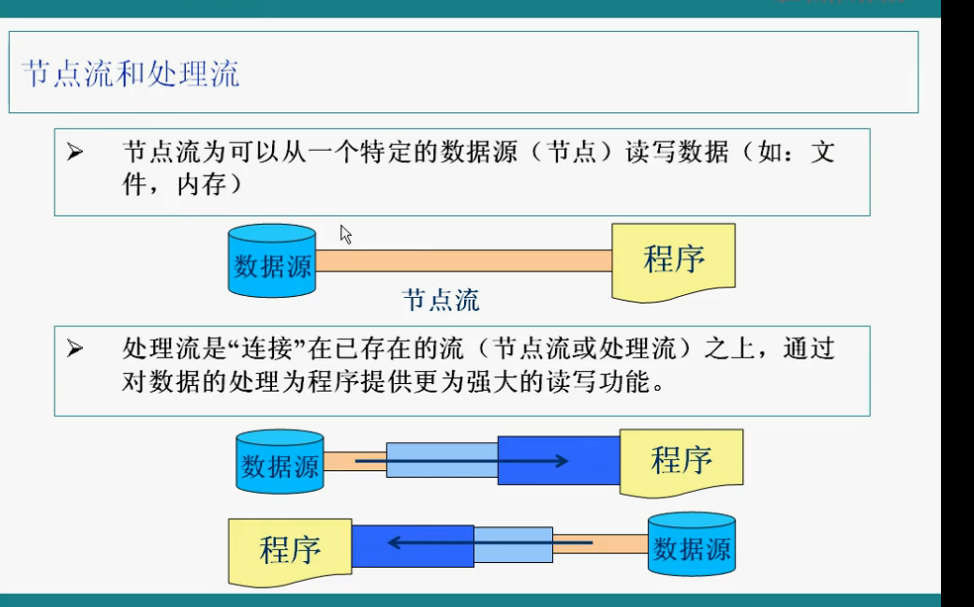 节点流和处理流
➢ 节点流为可以从一个特定的数据源（节点）读写数据（如：文
件，内存）
数据源
程序
节点流
➢ 处理流是“连接”在已存在的流（节点流或处理流）之上，通过
对数据的处理为程序提供更为强大的读写功能。
数据源
程序
程序
数据源